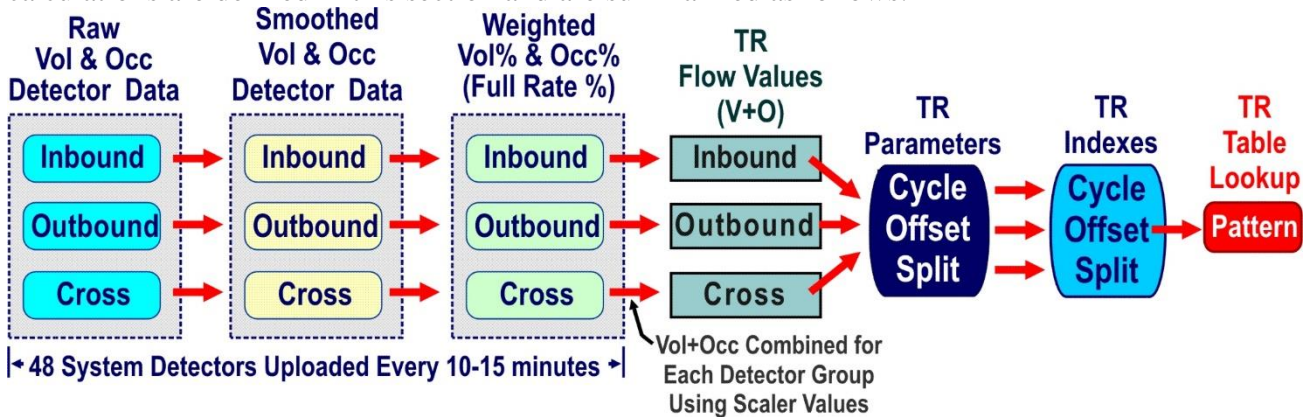 Raw
Vol & Occ
Detector Data
Inbound
Outbound
Cross
Smoothed
Vol & Occ
Detector Data
Inbound
Outbound
Cross
Weighted
Vol% & Occ%
(Full Rate %)
Inbound
Outbound
Cross
TR
Flow Values
(V+O)
Inbound
Outbound
Cross
TR
Parameters
Cycle
Offset
Split
TR
Indexes
Cycle
Offset
Split
TR
Table
Lookup
Pattern
48 System Detectors Uploaded Every 10-15 minutes
Vol+Occ Combined for
Each Detector Group
Using Scaler Values